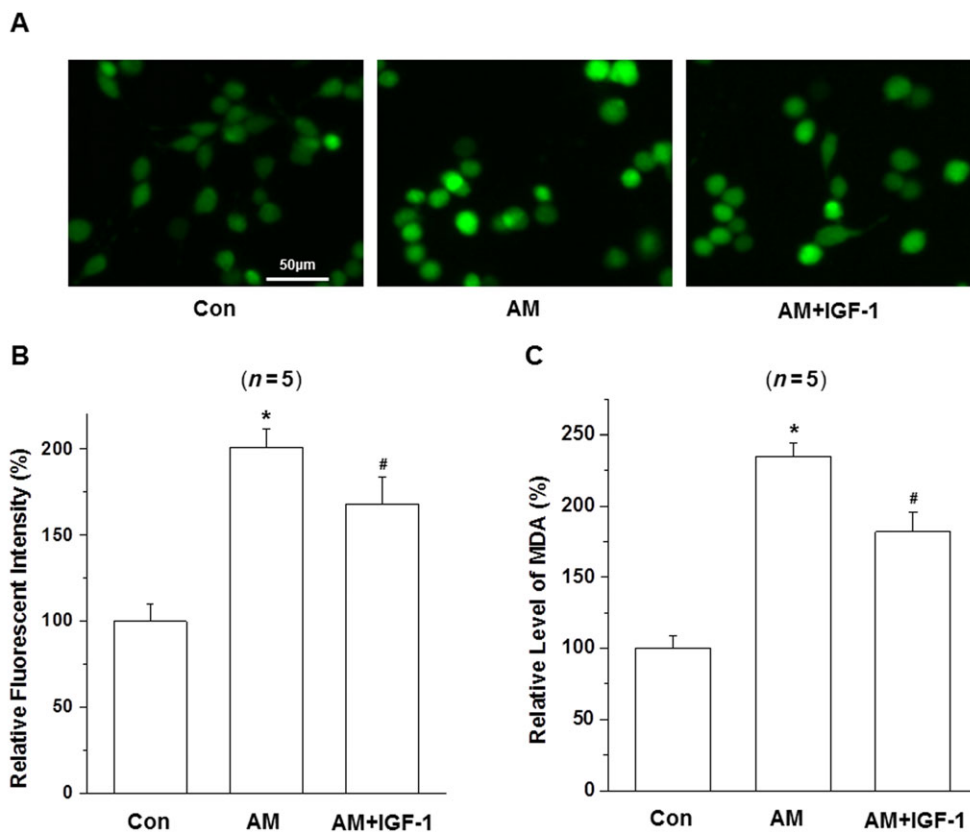 A
50µm
Con AM AM+IGF-1
B
(n = 5)
Relative Fluorescent Intensity (%)
200
150
100
50
0
*
#
Con AM AM+IGF-1
C
(n = 5)
Relative Level of MDA (%)
250
200
150
100
50
0
*
#
Con AM AM+IGF-1